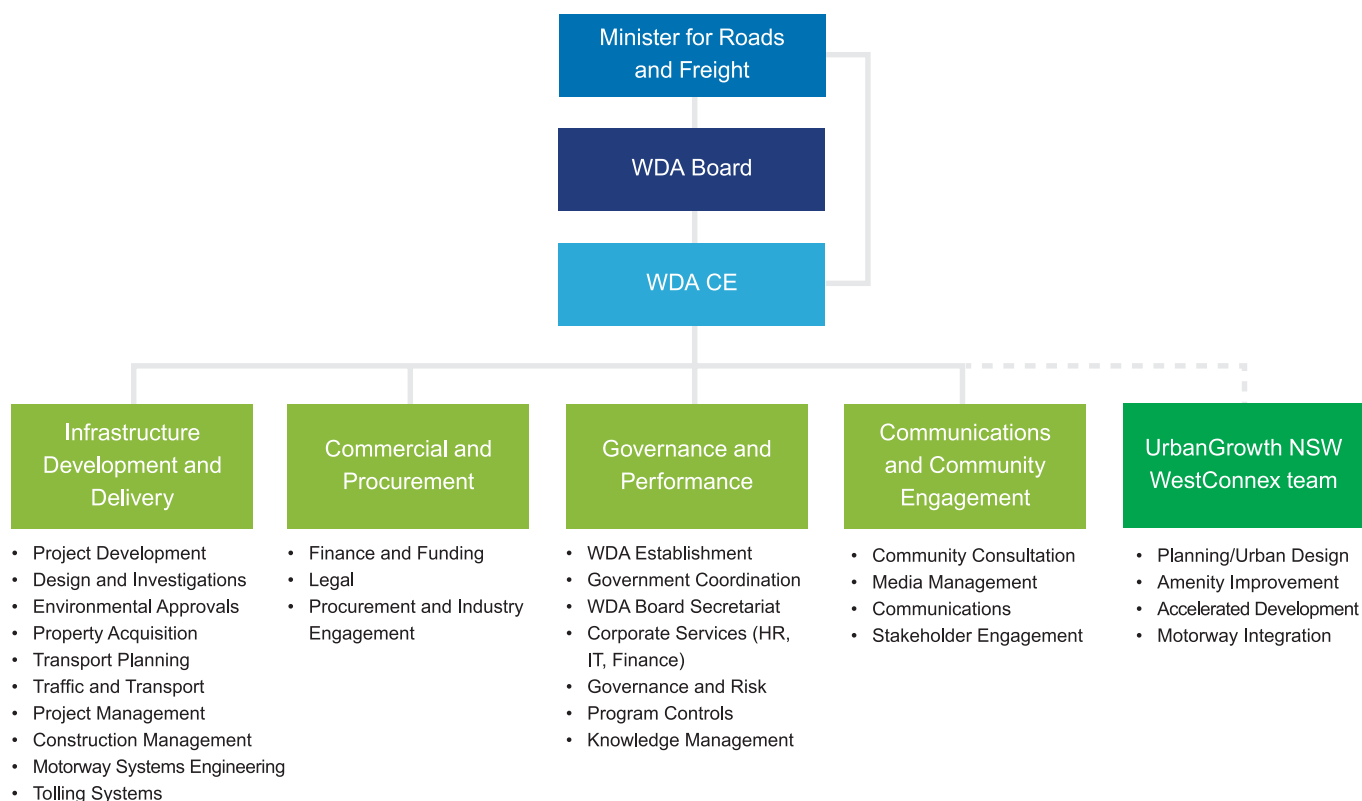 Minister for Roads
and Freight
WDA Board
WDA CE
Infrastructure
Development and
Delivery
• Project Development
• Design and Investigations
• Environmental Approvals
• Property Acquisition
• Transport Planning
• Traffic and Transport
• Project Management
• Construction Management
• Motorway Systems Engineering
• Tolling Systems
Commercial and
Procurement
• Finance and Funding
• Legal
• Procurement and Industry
Engagement
Governance and
Performance
• WDA Establishment
• Government Coordination
• WDA Board Secretariat
• Corporate Services (HR,
IT, Finance)
• Governance and Risk
• Program Controls
• Knowledge Management
Communications
and Community
Engagement
• Community Consultation
• Media Management
• Communications
• Stakeholder Engagement
UrbanGrowth NSW
WestConnex team
• Planning/Urban Design
• Amenity Improvement
• Accelerated Development
• Motorway Integration